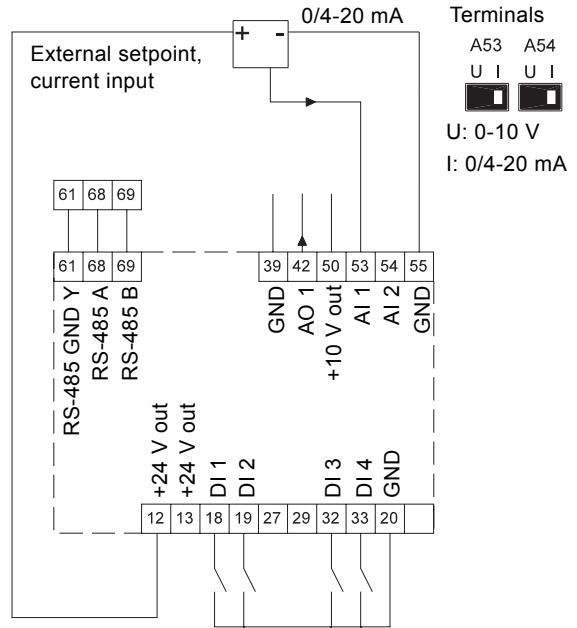 0/4-20 mA
External setpoint,
current input
+ -
Terminals
A53 A54
U I U I
U: 0-10 V
I: 0/4-20 mA
61 68 69
61 68 69
39 42 50 53 54 55
RS-485 GND Y
RS-485 A
RS-485 B
GND
AO 1
+10 V out
AI 1
AI 2
GND
+24 V out
+24 V out
DI 1
DI 2
DI 3
DI 4
GND
12 13 18 19 27 29 32 33 20